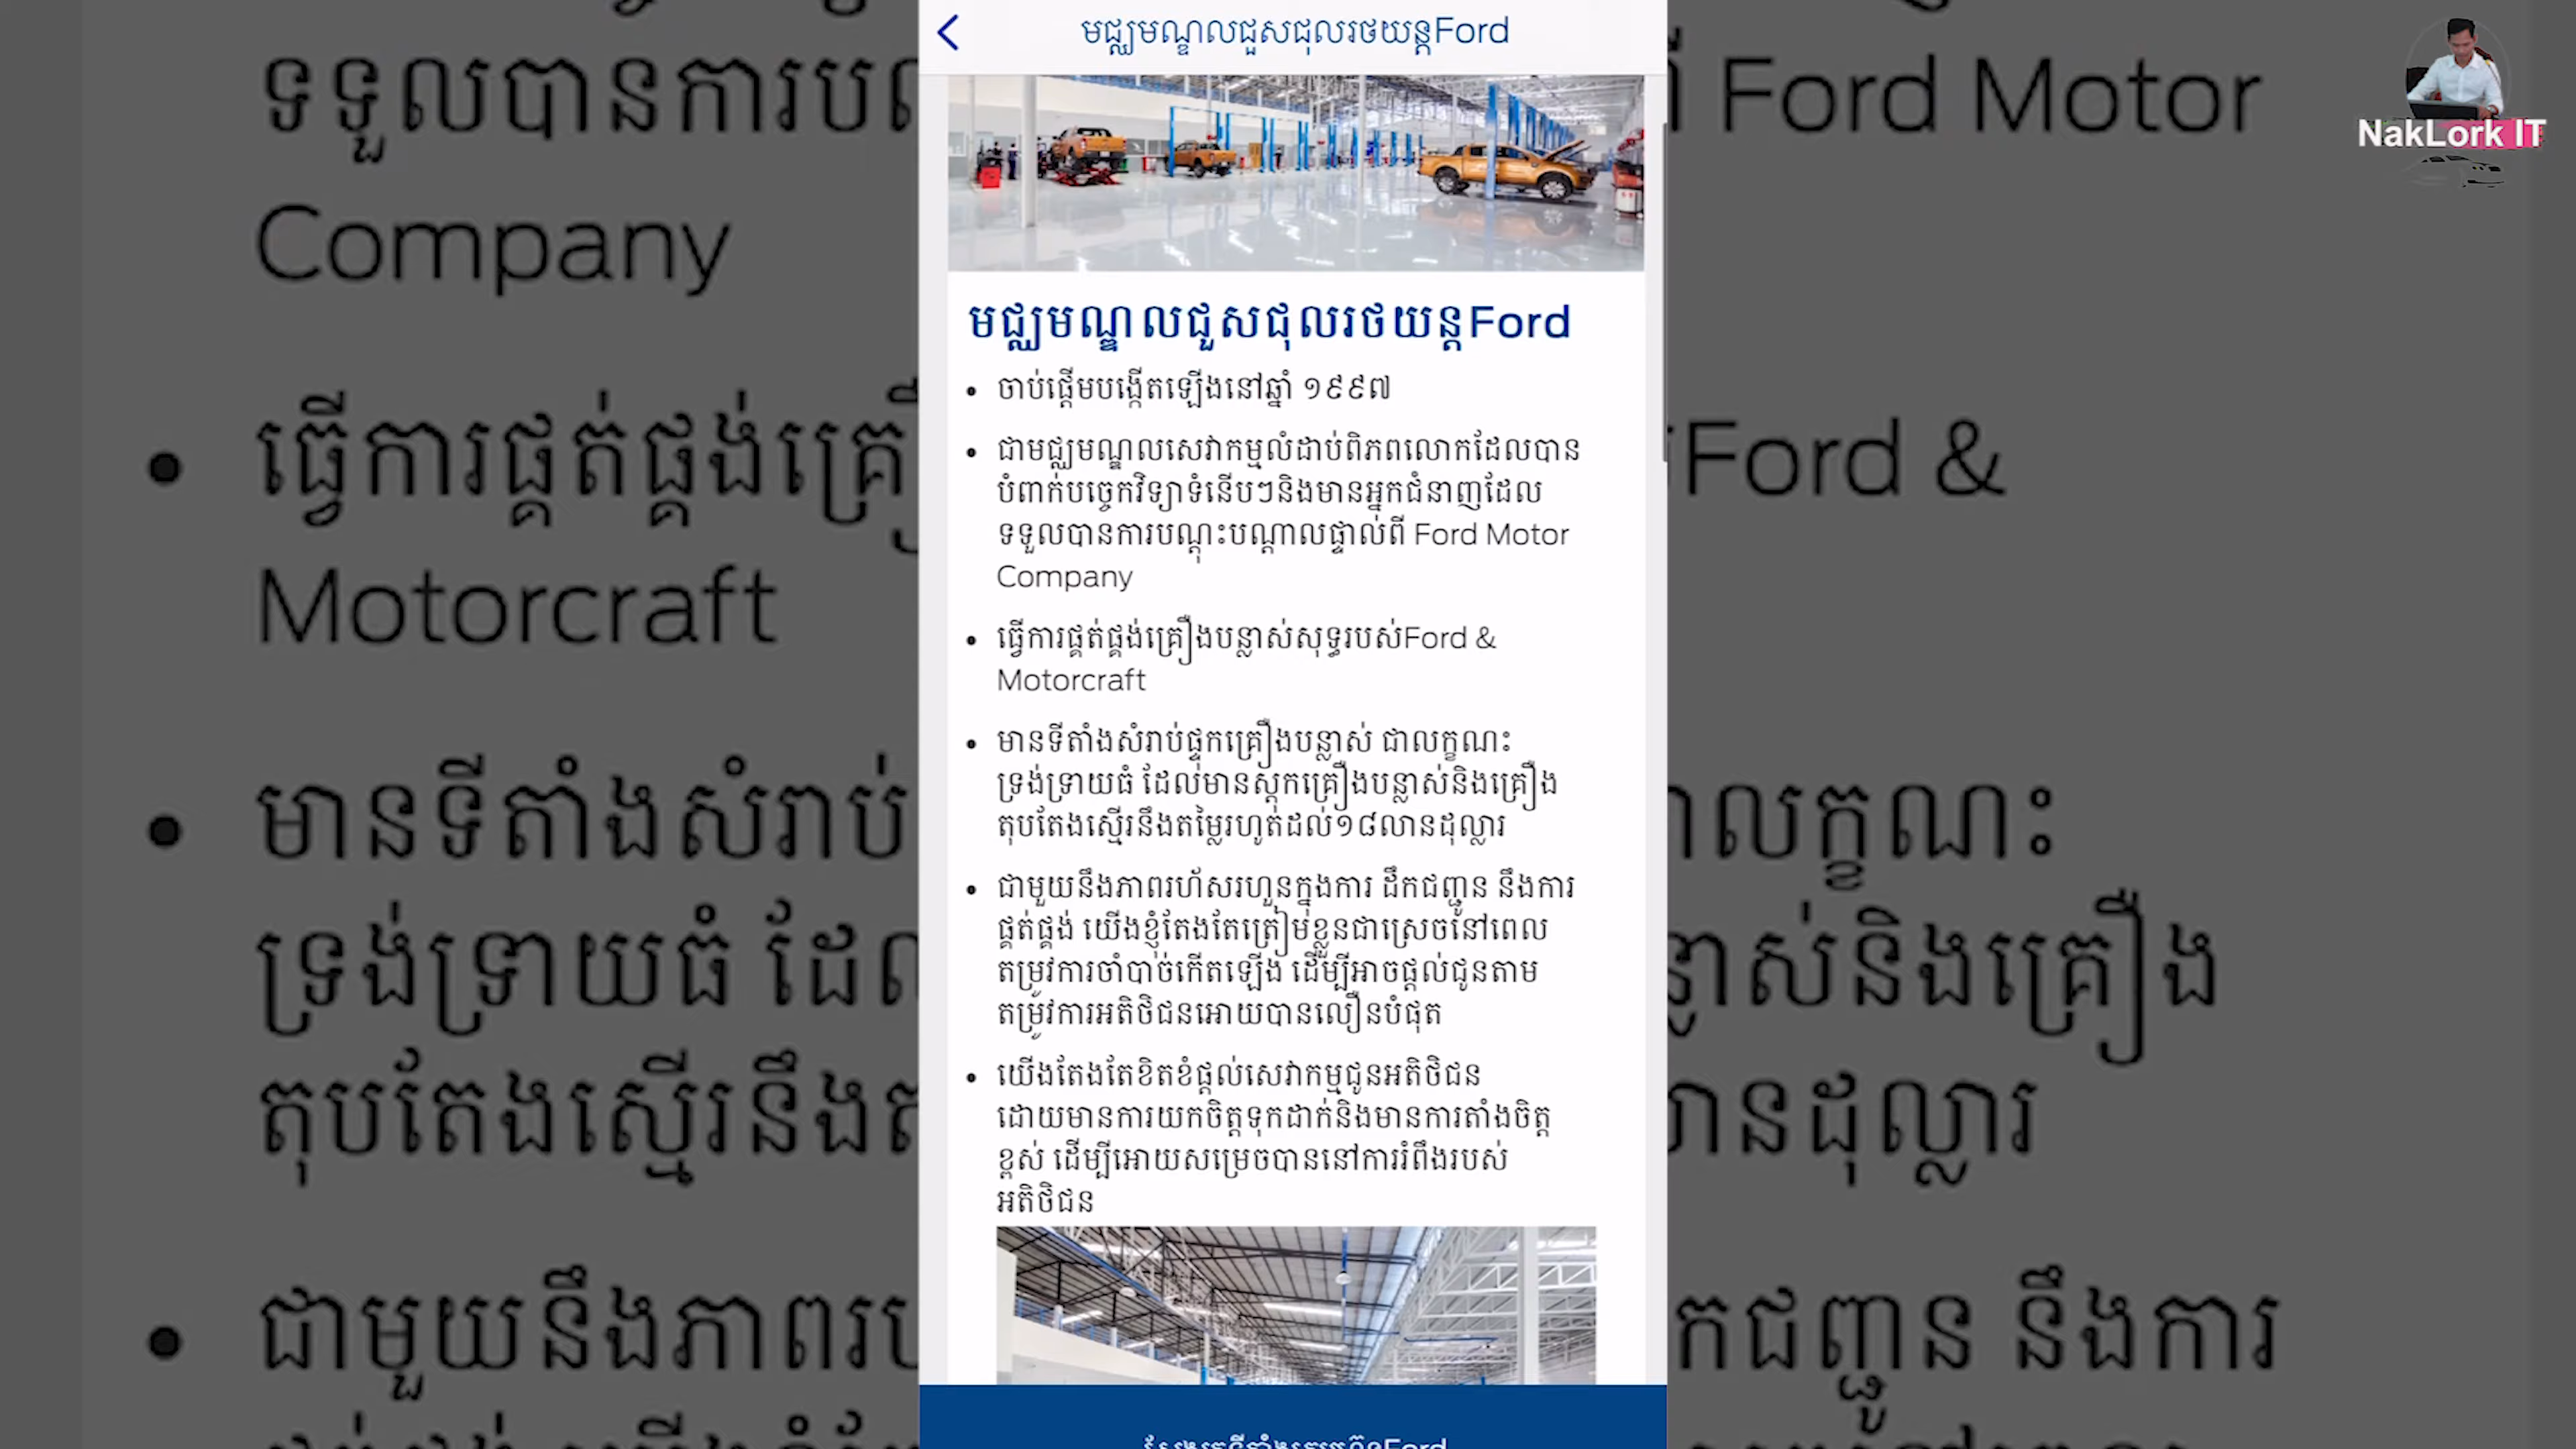 មជ្ឈមណ្ឌលជួសជុលរថយន្តFord
NakLork IT
មជ្ឈមណ្ឌលជួសជុលរថយន្តFord
• ចាប់ផ្តើមបង្កើតឡើងនៅឆ្នាំ ១៩៩៧
• ជាមជ្ឈមណ្ឌលសេវាកម្មលំដាប់ពិភពលោកដែលបាន
បំពាក់បច្ចេកវិទ្យាទំនើបៗនិងមានអ្នកជំនាញដែល
ទទួលបានការបណ្តុះបណ្តាលផ្ទាល់ពី Ford Motor
Company
• ធ្វើការផ្គត់ផ្គង់គ្រឿងបន្លាស់សុទ្ធរបស់Ford &
Motorcraft
• មានទីតាំងសំរាប់ផ្ទុកគ្រឿងបន្លាស់ ជាលក្ខណះ
ទ្រង់ទ្រាយធំ ដែលមានស្តុកគ្រឿងបន្លាស់និងគ្រឿង
តុបតែងស្មើរនឹងតម្លៃរហូតដល់១៨លានដុល្លារ
• ជាមួយនឹងភាពរហ័សរហួនក្នុងការ ដឹកជញ្ជូន នឹងការ
ផ្គត់ផ្គង់ យើងខ្ញុំតែងតែត្រៀមខ្លួនជាស្រេចនៅពេល
តម្រូវការចាំបាច់កើតឡើង ដើម្បីអាចផ្តល់ជូនតាម
តម្រូវការអតិថិជនអោយបានលឿនបំផុត
• យើងតែងតែខិតខំផ្តល់សេវាកម្មជូនអតិថិជន
ដោយមានការយកចិត្តទុកដាក់និងមានការតាំងចិត្ត
ខ្ពស់ ដើម្បីអោយសម្រេចបាននៅការរំពឹងរបស់
អតិថិជន